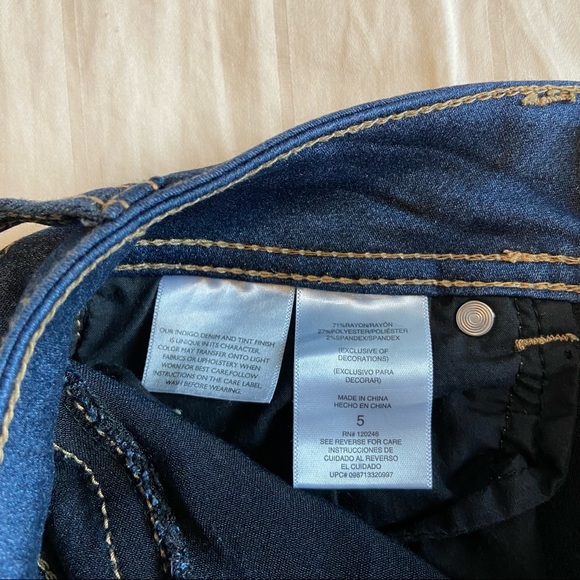 OUR INDIGO DENIM AND TINT FINISH
IS UNIQUE IN ITS CHARACTER.
COLOR MAY TRANSFER ONTO LIGHT
FABRICS OR UPHOLSTERY WHEN
WORN FOR BEST CARE.FOLLOW
INSTRUCTIONS ON THE CARE LABEL.
WASH BEFORE WEARING.
71%RAYON/RAYÓN
27%POLYESTER/POLIÉSTER
2%SPANDEX/SPANDEX
(EXCLUSIVE OF
DECORATIONS)
(EXCLUSIVO PARA
DECORAR)
MADE IN CHINA
HECHO EN CHINA
5
RN# 120246
SEE REVERSE FOR CARE
INSTRUCCIONES DE
CUIDADO AL REVERSO
EL CUIDADO
UPC# 098713320997